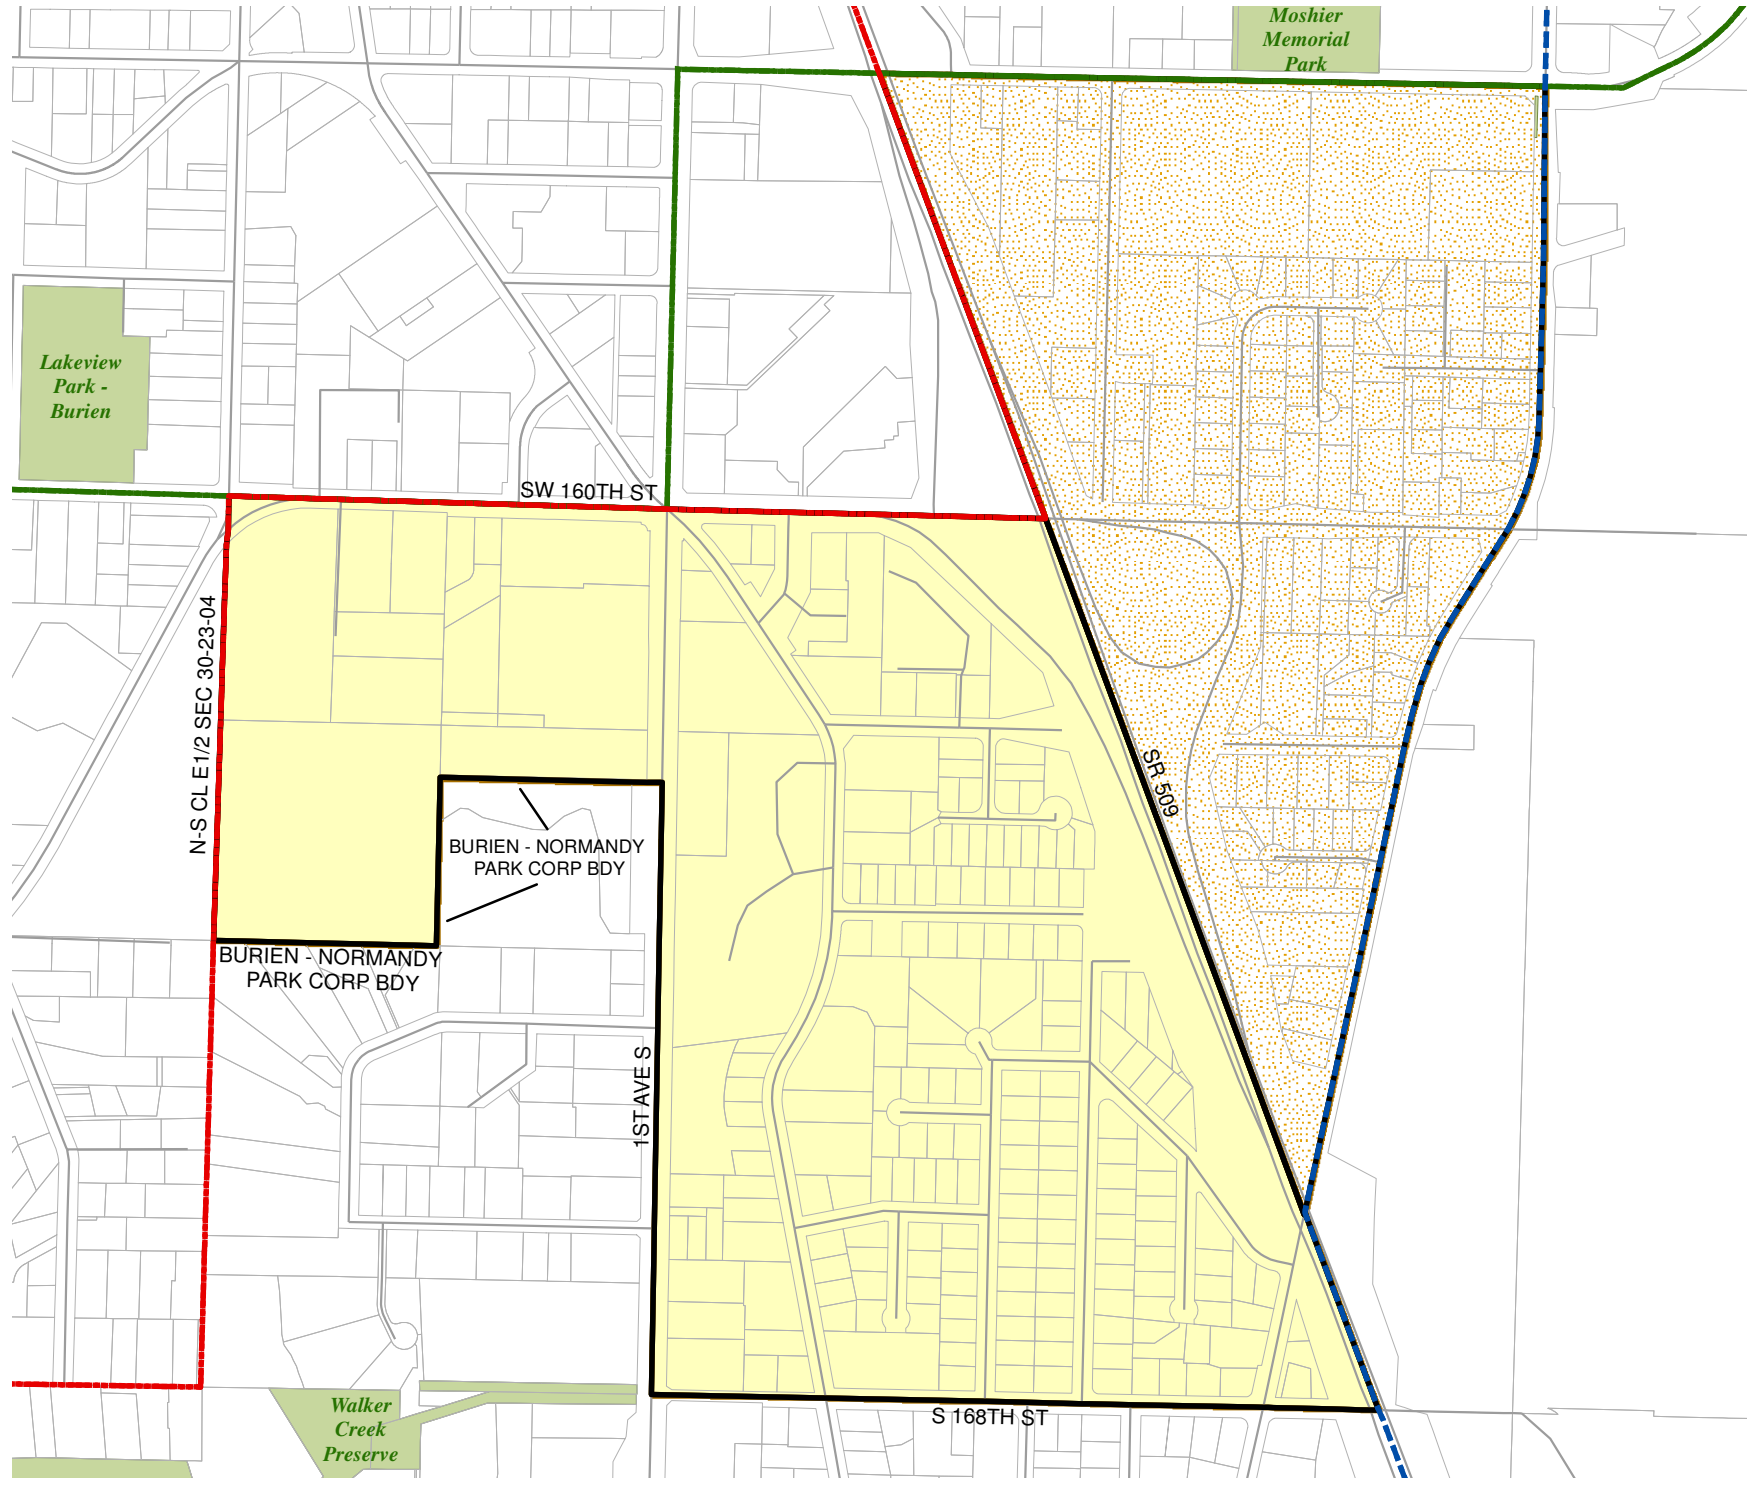 Moshier
Memorial
Park
Lakeview
Park -
Burien
SW 160TH ST
N-S CL E1/2 SEC 30-23-04
SR 509
BURIEN - NORMANDY
PARK CORP BDY
BURIEN - NORMANDY
PARK CORP BDY
1ST AVE S
Walker
Creek
Preserve
S 168TH ST